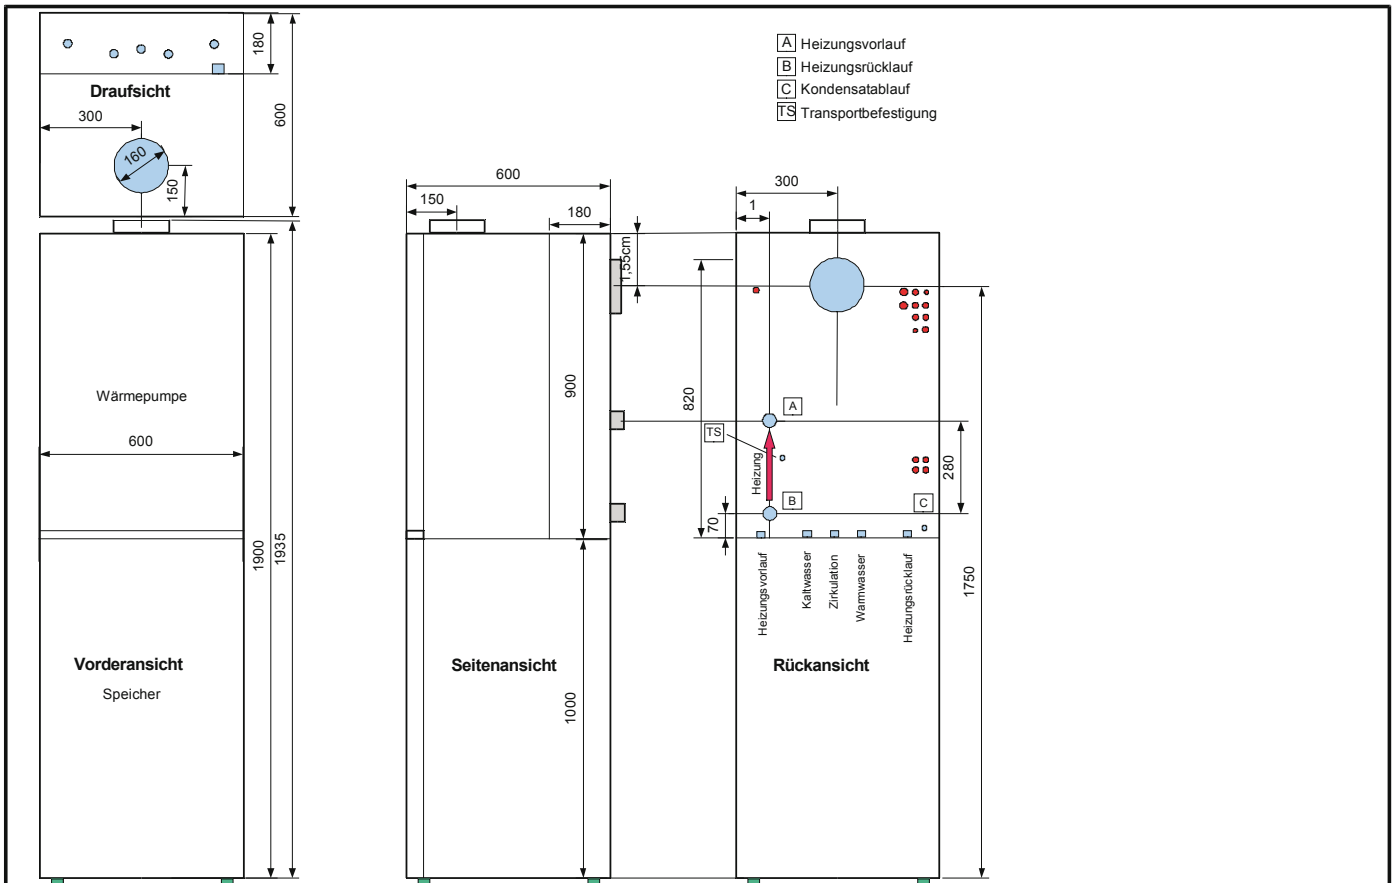 180
Draufsicht
300
600
160
150
A Heizungsvorlauf
B Heizungsrücklauf
C Kondensatablauf
TS Transportbefestigung
Wärmepumpe
600
1900
1935
Vorderansicht
Speicher
600
150
180
1,55cm
900
1000
Seitenansicht
300
1
820
A
TS
Heizung
B
C
280
70
1750
Heizungsvorlauf
Kaltwasser
Zirkulation
Warmwasser
Heizungsrücklauf
Rückansicht